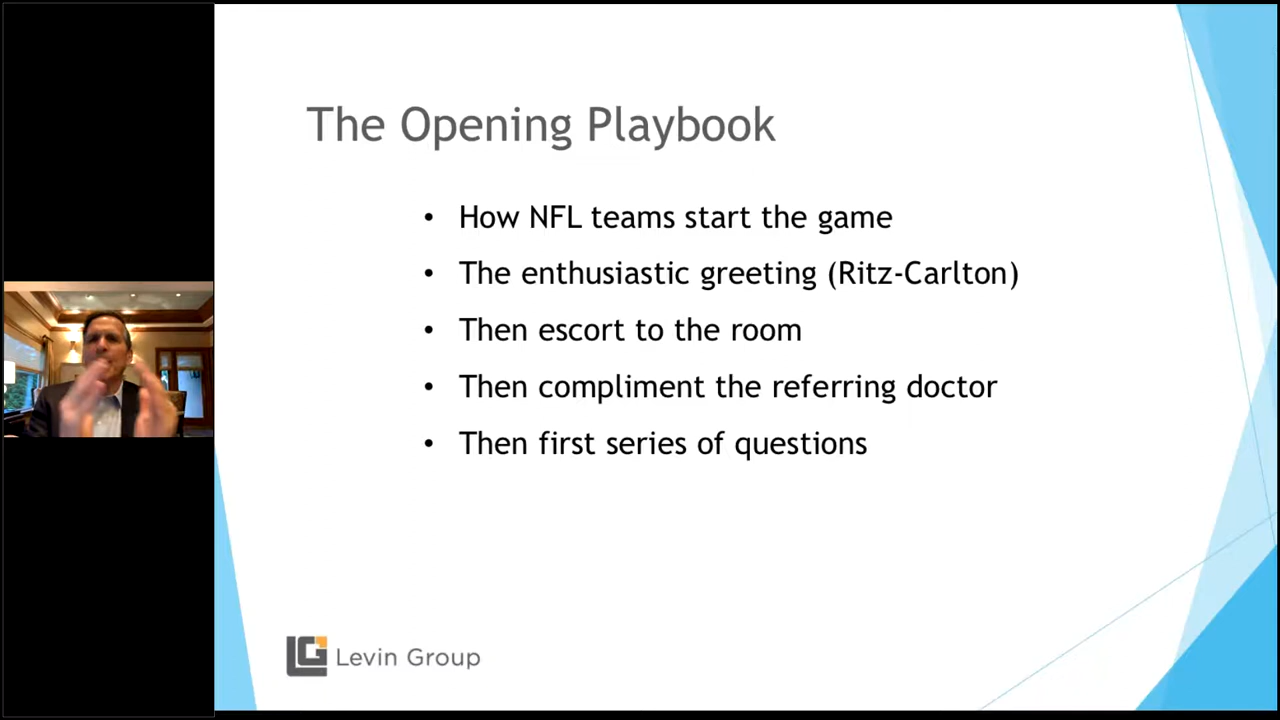 The Opening Playbook
• How NFL teams start the game
• The enthusiastic greeting (Ritz-Carlton)
• Then escort to the room
• Then compliment the referring doctor
• Then first series of questions
LG Levin Group